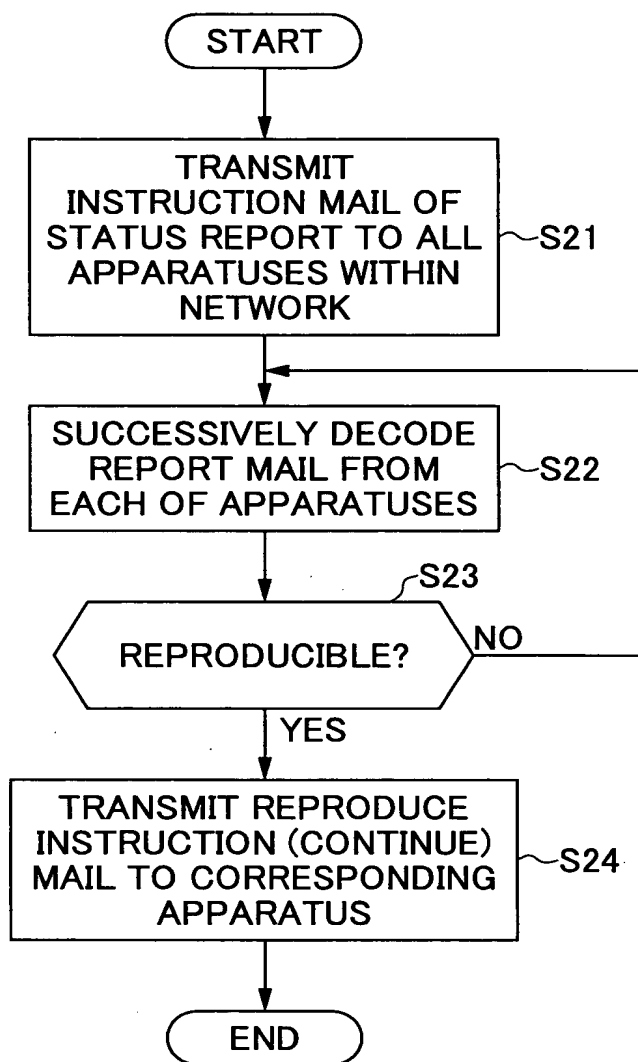 START
TRANSMIT
INSTRUCTION MAIL OF
STATUS REPORT TO ALL
APPARATUSES WITHIN
NETWORK
S21
SUCCESSIVELY DECODE
REPORT MAIL FROM
EACH OF APPARATUSES
S22
S23
REPRODUCIBLE?
NO
YES
TRANSMIT REPRODUCE
INSTRUCTION (CONTINUE)
MAIL TO CORRESPONDING
APPARATUS
S24
END